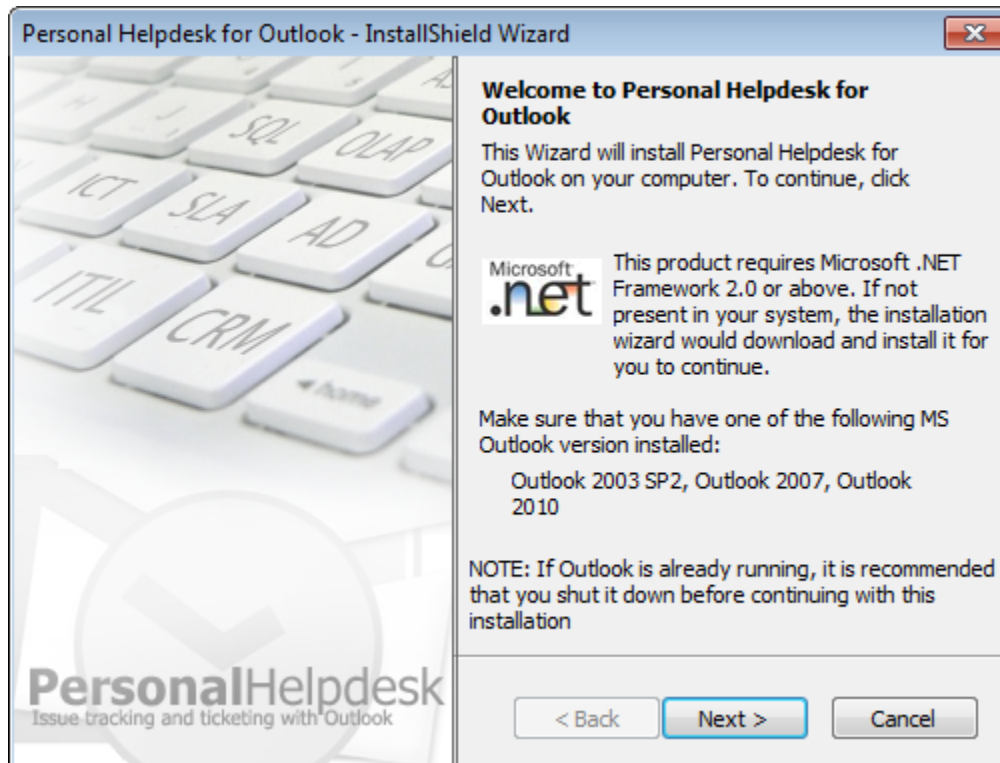 Personal Helpdesk for Outlook - InstallShield Wizard
H
J
SQL
OLAP
ICT
SLA
AD
ITIL
CRM
home
Welcome to Personal Helpdesk for
Outlook
This Wizard will install Personal Helpdesk for
Outlook on your computer. To continue, click
Next.
Microsoft
.net
This product requires Microsoft .NET
Framework 2.0 or above. If not
present in your system, the installation
wizard would download and install it for
you to continue.
Make sure that you have one of the following MS
Outlook version installed:
Outlook 2003 SP2, Outlook 2007, Outlook
2010
NOTE: If Outlook is already running, it is recommended
that you shut it down before continuing with this
installation
PersonalHelpdesk
Issue tracking and ticketing with Outlook
< Back Next > Cancel